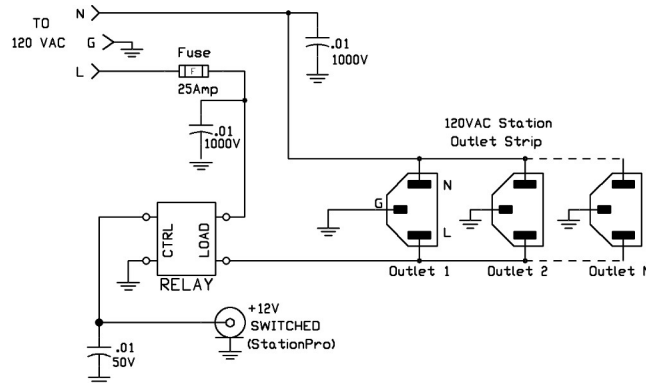 N
TO
120 VAC
G
L
Fuse
F
25Amp
.01
1000V
.01
1000V
120VAC Station
Outlet Strip
N
G
L
Outlet 1
Outlet 2
Outlet N
CTRL
LOAD
RELAY
+12V
SWITCHED
(StationPro)
.01
50V